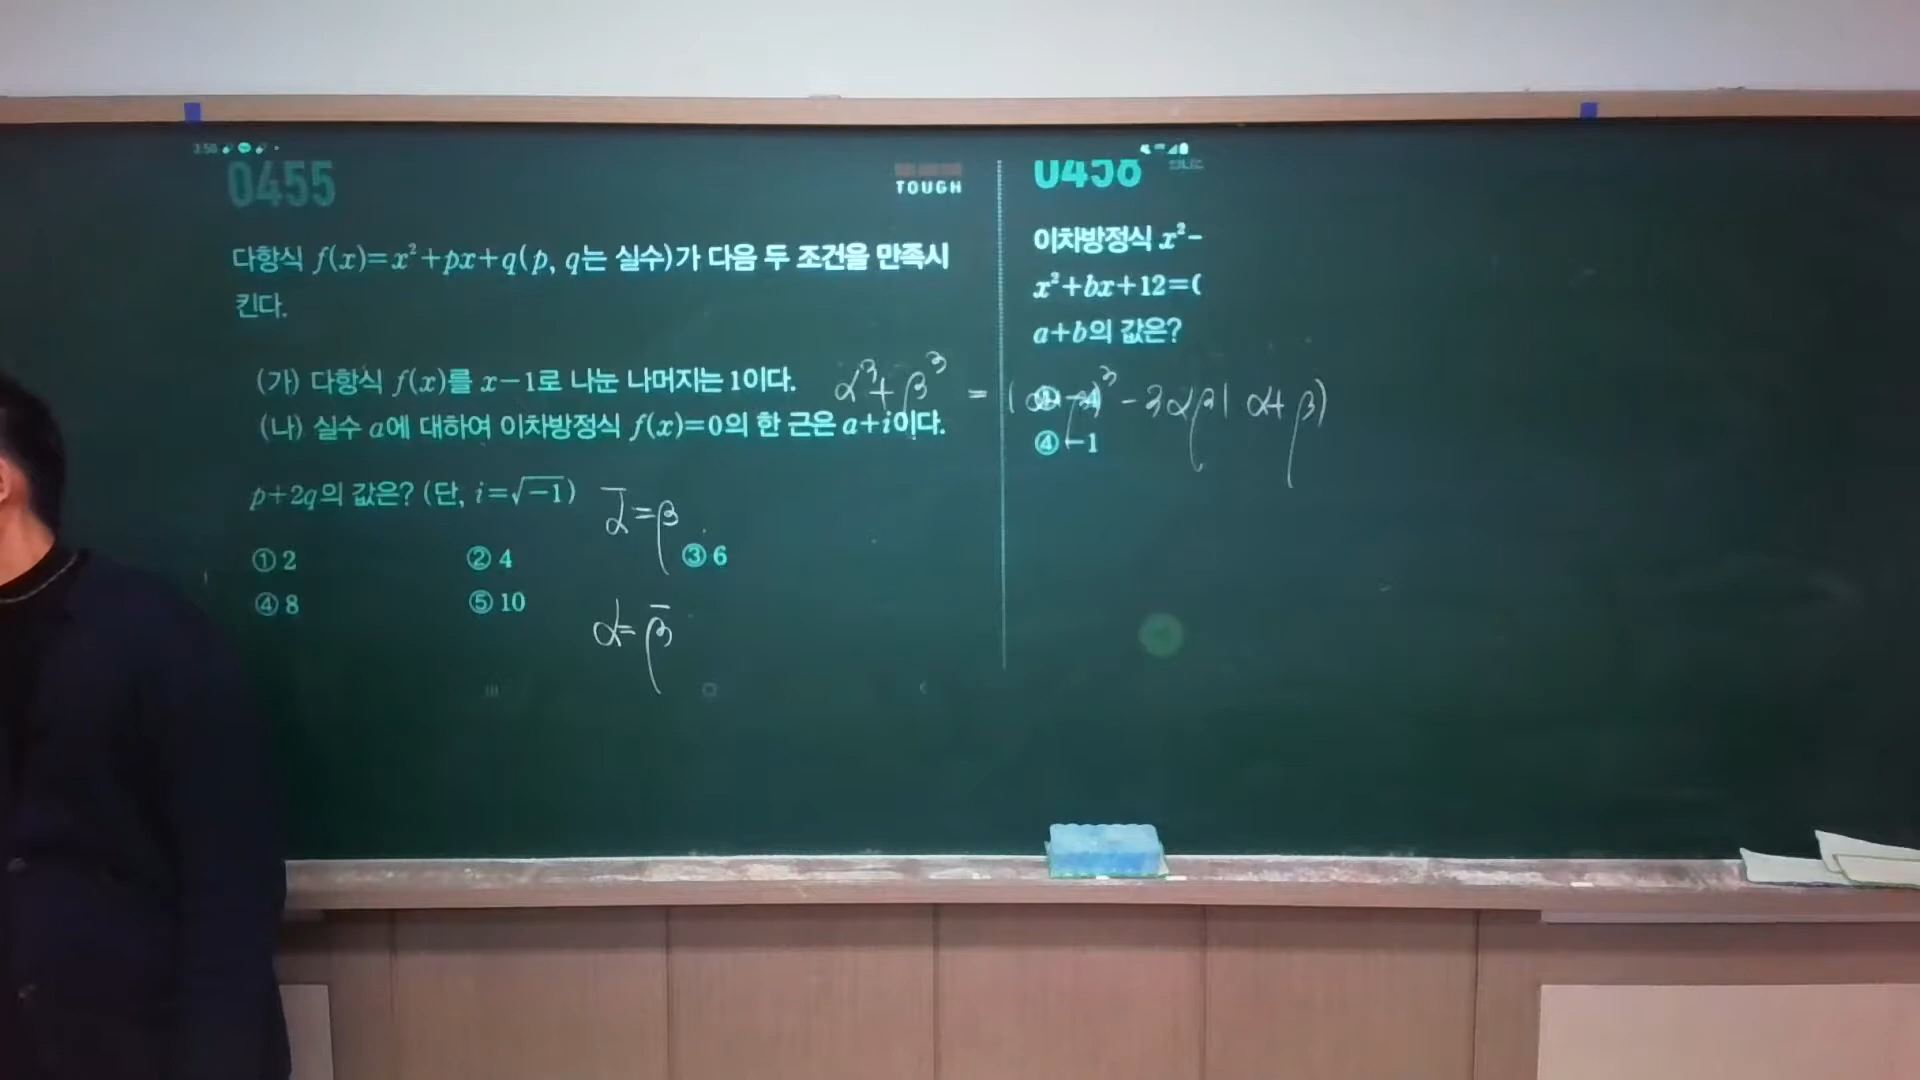 3:50
0455
TOUGH
다항식 f(x)=x²+px+q(p, q는 실수)가 다음 두 조건을 만족시
킨다.
(가) 다항식 f(x)를 x-1로 나눈 나머지는 1이다.
(나) 실수 a에 대하여 이차방정식 f(x)=0의 한 근은 a+i이다.
p+2q의 값은? (단, i=√-1)
① 2 ② 4 ③ 6
④ 8 ⑤ 10
ᾱ=β
α=β̄
α³+β³ = (α+β)³-3αβ(α+β)
이차방정식 x²-
x²+bx+12=(
a+b의 값은?
④ -1